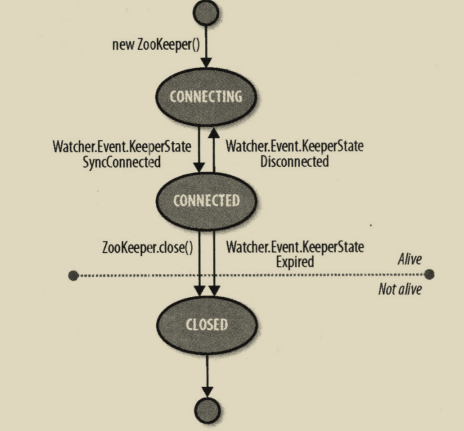 new ZooKeeper()
CONNECTING
Watcher.Event.KeeperState
SyncConnected
Watcher.Event.KeeperState
Disconnected
CONNECTED
ZooKeeper.close()
Watcher.Event.KeeperState
Expired
Alive
Not alive
CLOSED